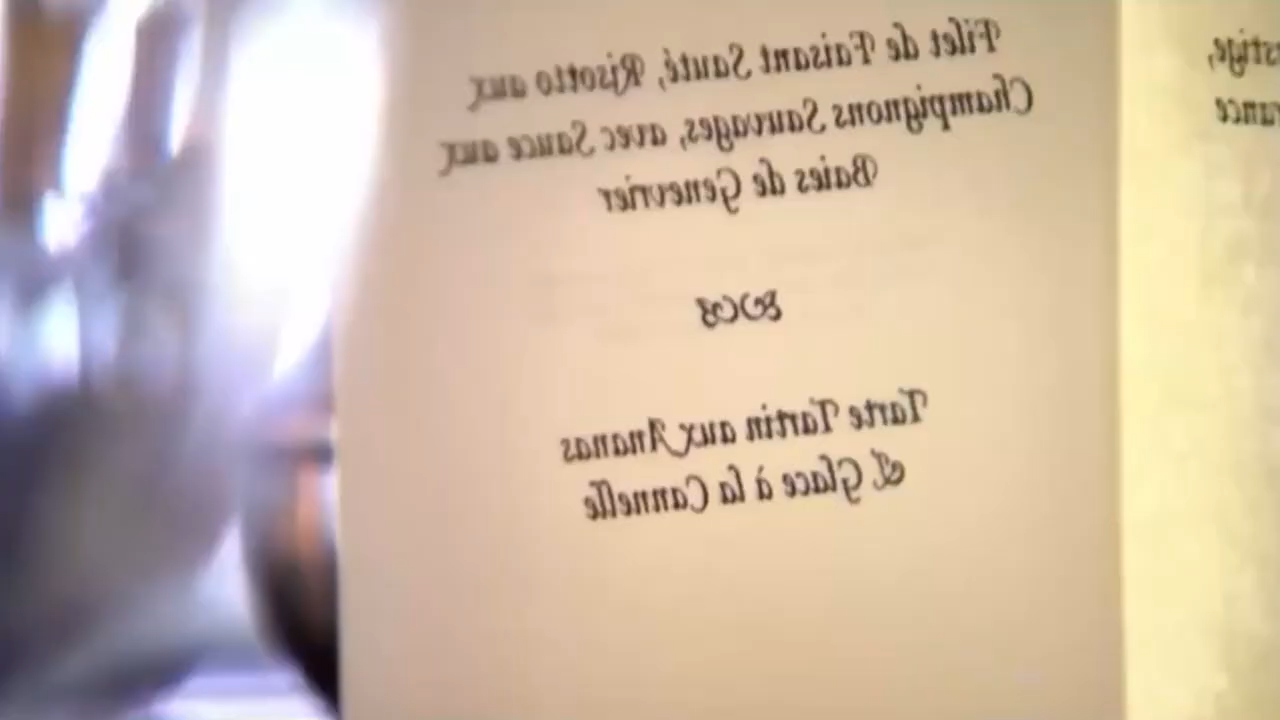 Filet de Faisant Sauté, Risotto aux
Champignons Sauvages, avec Sauce aux
Baies de Genevrier
Tarte Tartin aux Ananas
& Glace à la Cannelle